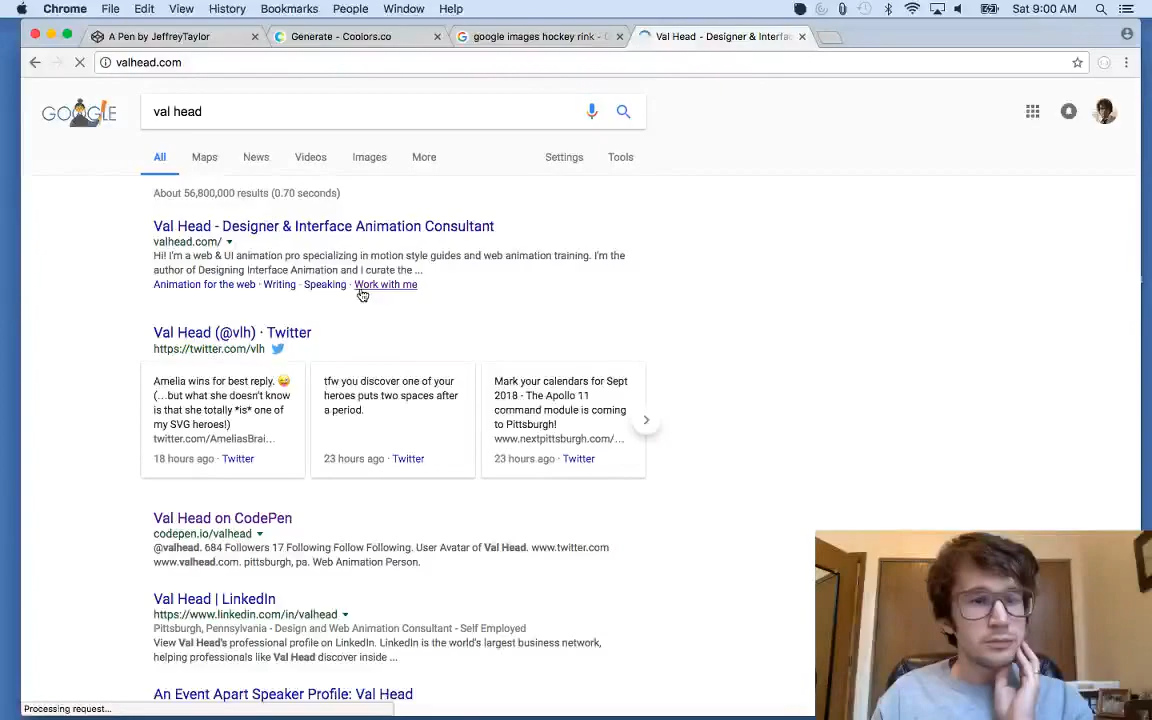 Chrome File Edit View History Bookmarks People Window Help Sat 9:00 AM
A Pen by JeffreyTaylor
Generate - Coolors.co
google images hockey rink -
Val Head - Designer & Interfac
valhead.com
GOOGLE
val head
All Maps News Videos Images More Settings Tools
About 56,800,000 results (0.70 seconds)
Val Head - Designer & Interface Animation Consultant
valhead.com/
Hi! I'm a web & UI animation pro specializing in motion style guides and web animation training. I'm the
author of Designing Interface Animation and I curate the ...
Animation for the web · Writing · Speaking · Work with me
Val Head (@vlh) · Twitter
https://twitter.com/vlh
Amelia wins for best reply. 😄
(…but what she doesn't know
is that she totally *is* one of
my SVG heroes!)
twitter.com/AmeliasBrai...
18 hours ago · Twitter
tfw you discover one of your
heroes puts two spaces after
a period.
23 hours ago · Twitter
Mark your calendars for Sept
2018 - The Apollo 11
command module is coming
to Pittsburgh!
www.nextpittsburgh.com/...
23 hours ago · Twitter
Val Head on CodePen
codepen.io/valhead
@valhead. 684 Followers 17 Following Follow Following. User Avatar of Val Head. www.twitter.com
www.valhead.com. pittsburgh, pa. Web Animation Person.
Val Head | LinkedIn
https://www.linkedin.com/in/valhead
Pittsburgh, Pennsylvania - Design and Web Animation Consultant - Self Employed
View Val Head's professional profile on LinkedIn. LinkedIn is the world's largest business network,
helping professionals like Val Head discover inside ...
An Event Apart Speaker Profile: Val Head
Processing request...